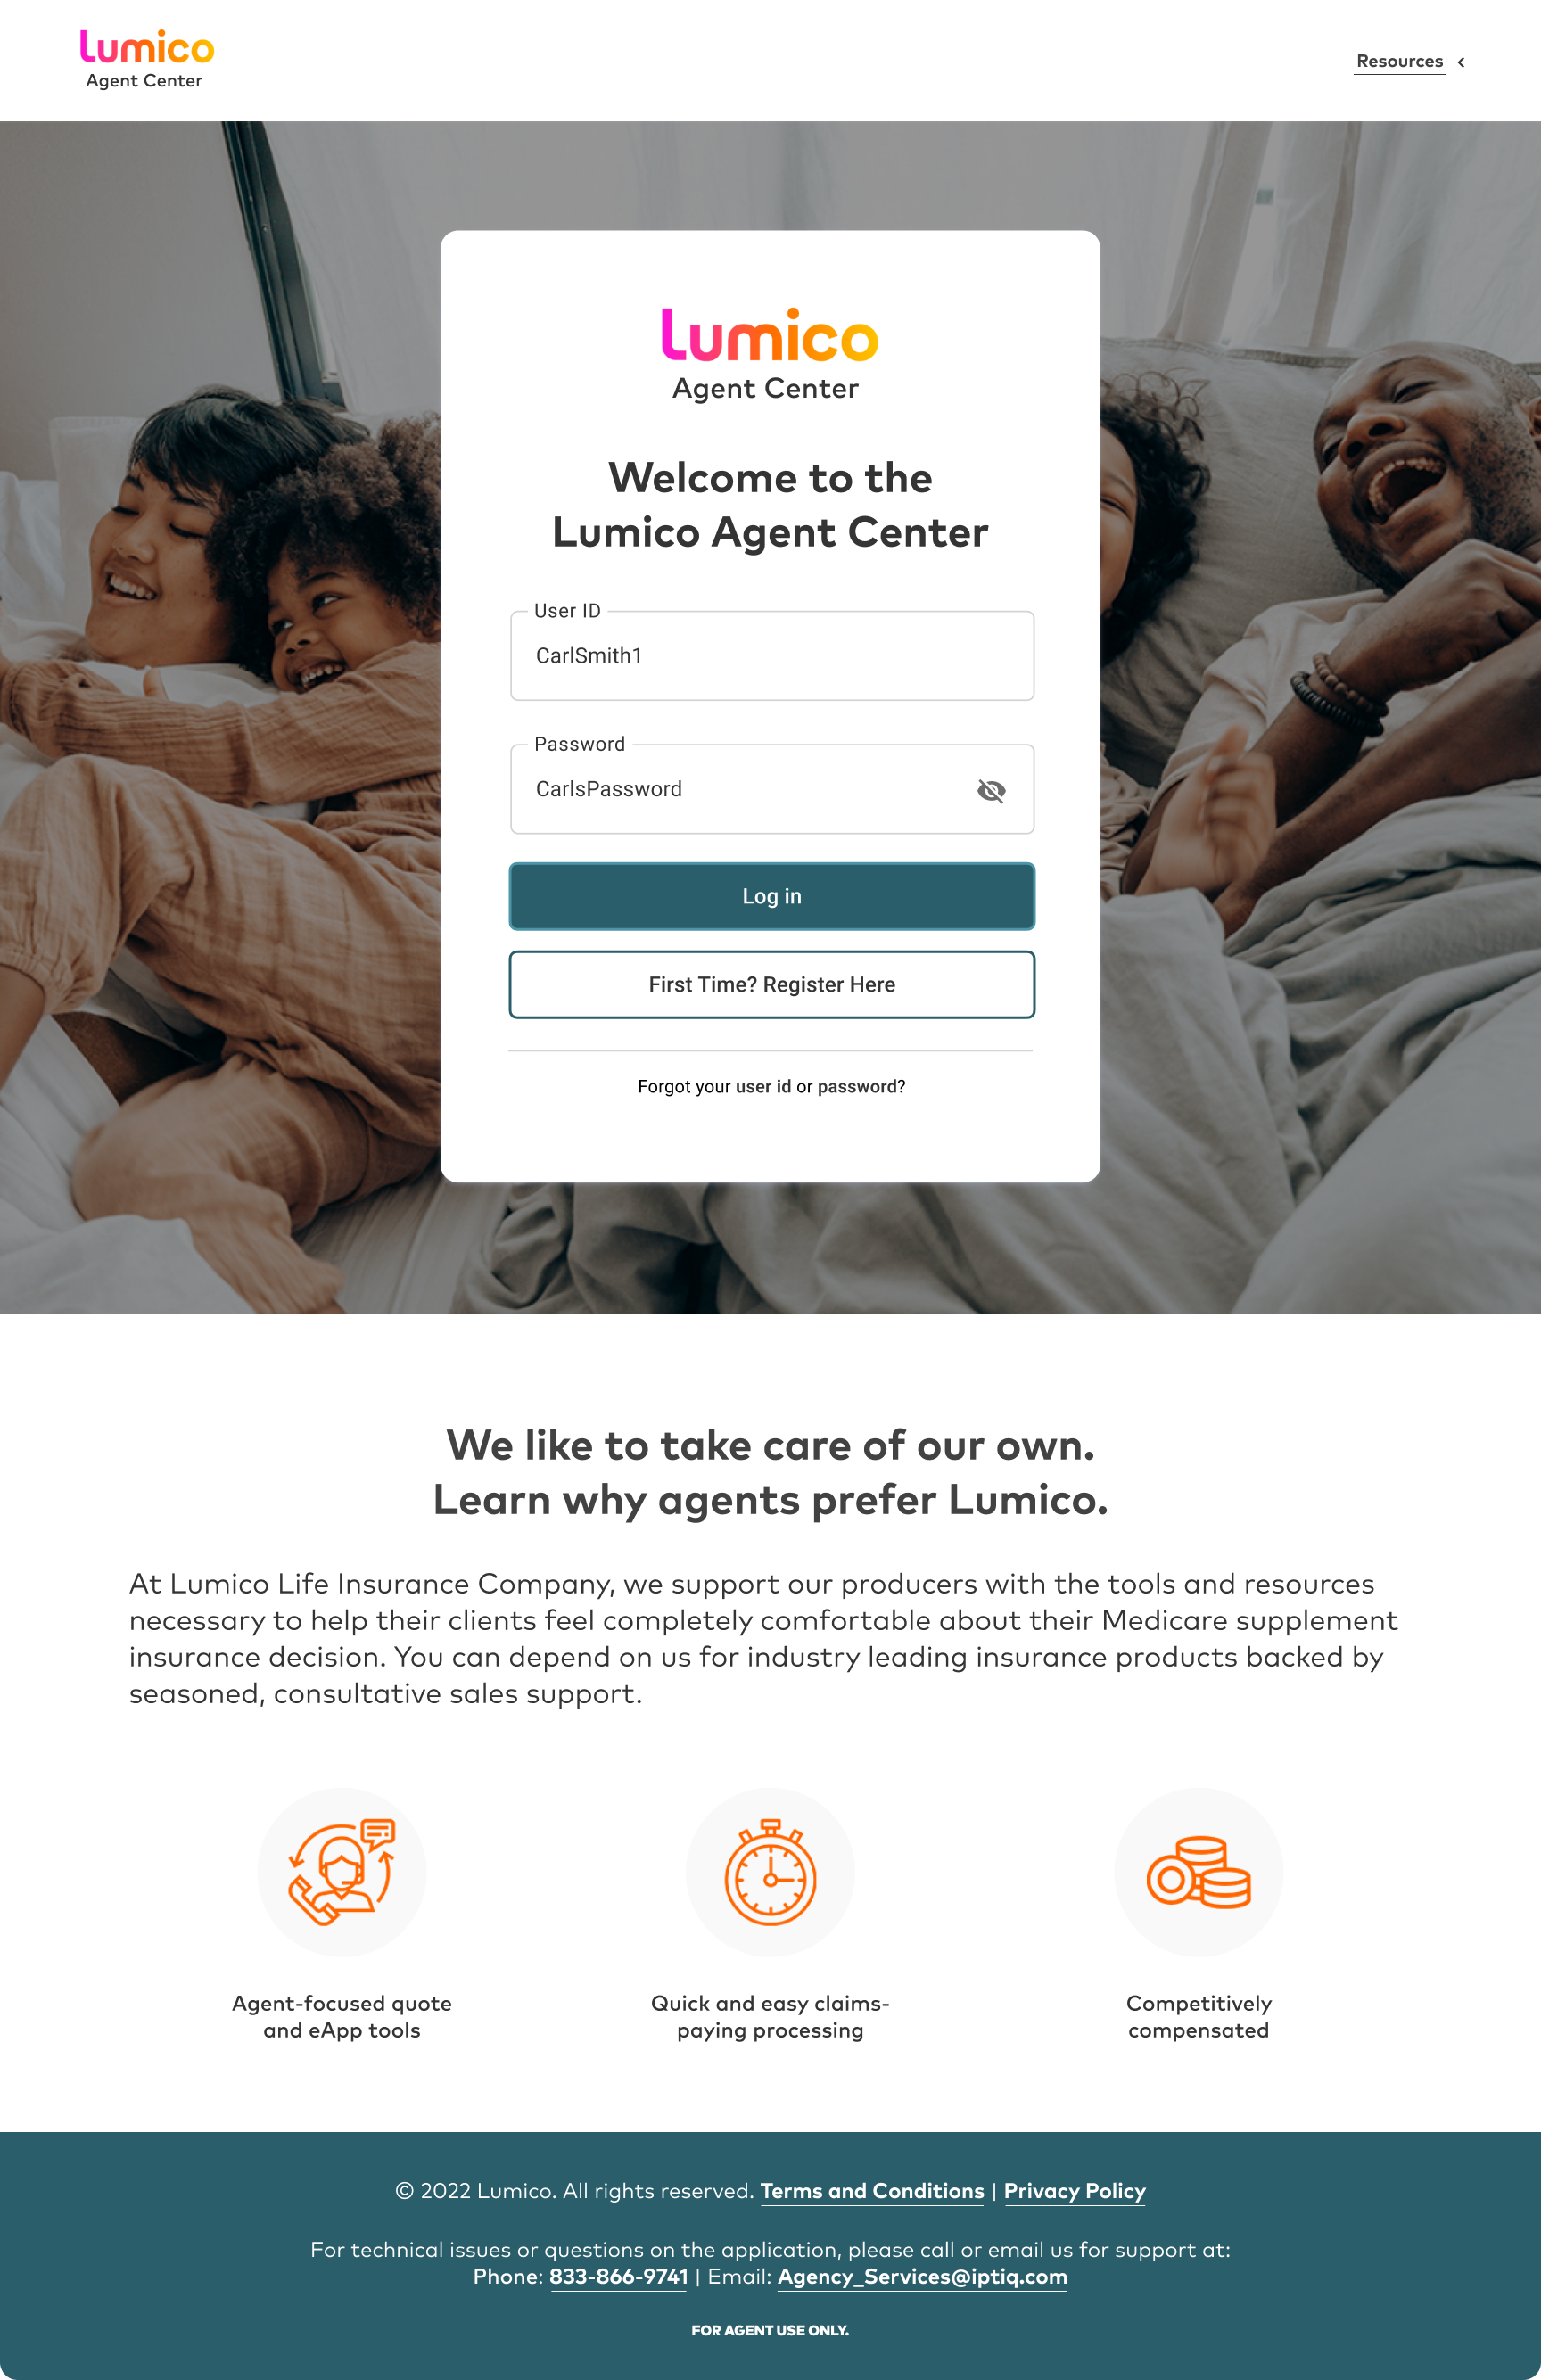 Lumico
Agent Center
Resources
Lumico
Agent Center
Welcome to the
Lumico Agent Center
User ID
CarlSmith1
Password
CarlsPassword
Log in
First Time? Register Here
Forgot your user id or password?
We like to take care of our own.
Learn why agents prefer Lumico.
At Lumico Life Insurance Company, we support our producers with the tools and resources
necessary to help their clients feel completely comfortable about their Medicare supplement
insurance decision. You can depend on us for industry leading insurance products backed by
seasoned, consultative sales support.
Agent-focused quote
and eApp tools
Quick and easy claims-
paying processing
Competitively
compensated
© 2022 Lumico. All rights reserved. Terms and Conditions | Privacy Policy
For technical issues or questions on the application, please call or email us for support at:
Phone: 833-866-9741 | Email: Agency_Services@iptiq.com
FOR AGENT USE ONLY.